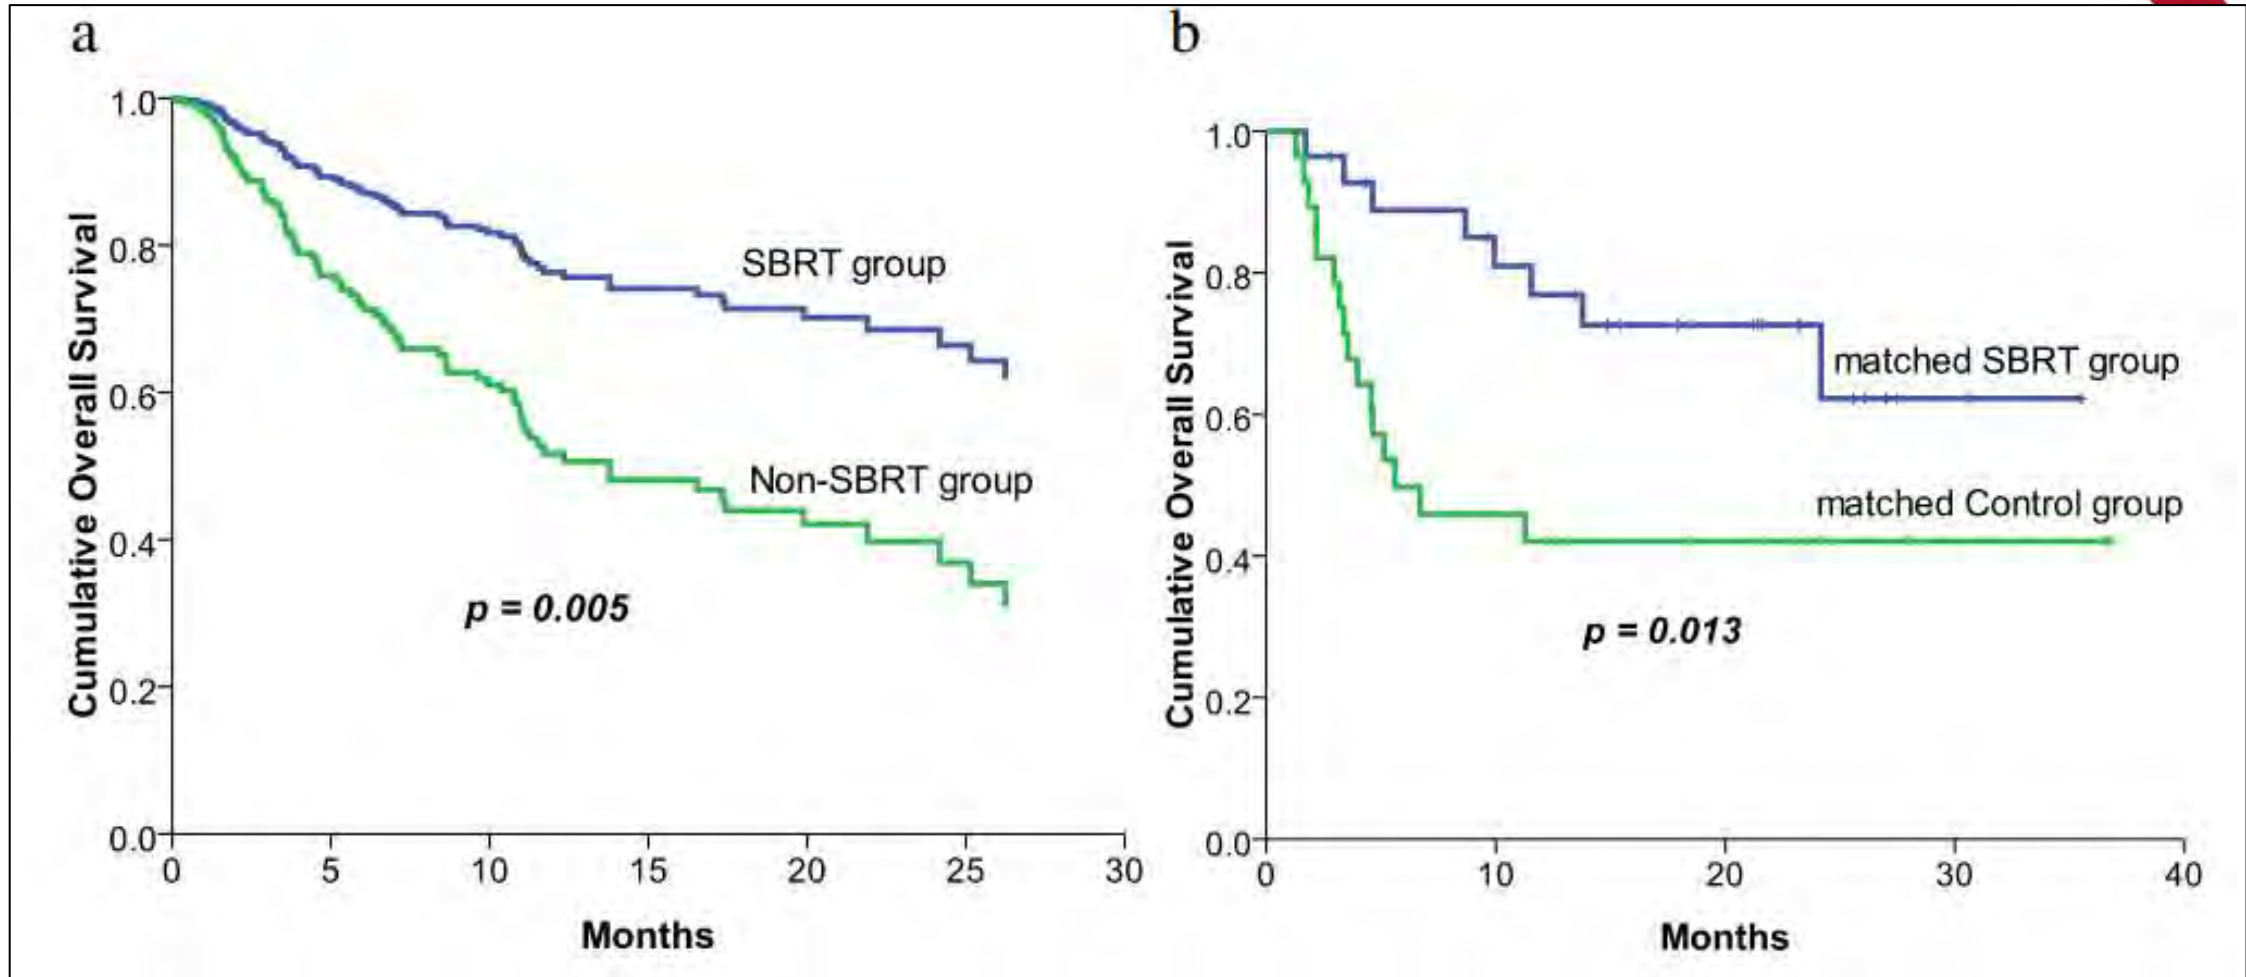 a
Cumulative Overall Survival
1.0
0.8
0.6
0.4
0.2
0.0
SBRT group
Non-SBRT group
p = 0.005
0 5 10 15 20 25 30
Months
b
Cumulative Overall Survival
1.0
0.8
0.6
0.4
0.2
0.0
matched SBRT group
matched Control group
p = 0.013
0 10 20 30 40
Months